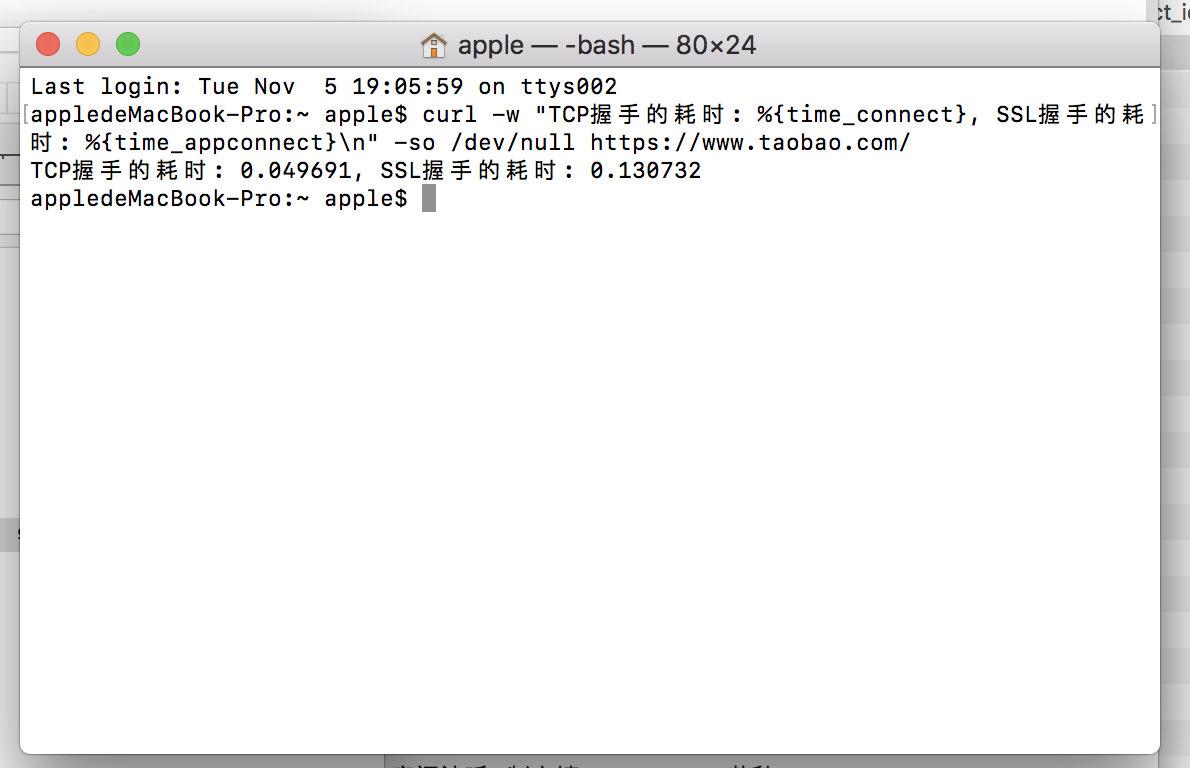 ct_id
apple — -bash — 80×24
Last login: Tue Nov  5 19:05:59 on ttys002
[appledeMacBook-Pro:~ apple$ curl -w "TCP握手的耗时: %{time_connect}, SSL握手的耗]
时: %{time_appconnect}\n" -so /dev/null https://www.taobao.com/
TCP握手的耗时: 0.049691, SSL握手的耗时: 0.130732
appledeMacBook-Pro:~ apple$